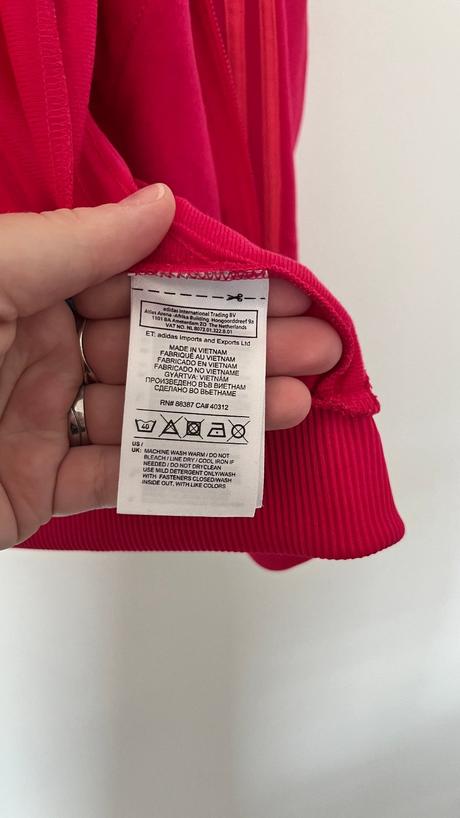 adidas International Trading BV
Atlas Arena -Afrika Building Hoogoorddreef 9a
1101 BA Amsterdam ZO The Netherlands
VAT NO. NL 8073.01.322.B.01
ET: adidas Imports and Exports Ltd
MADE IN VIETNAM
FABRIQUÉ AU VIETNAM
FABRICADO EN VIETNAM
FABRICADO NO VIETNAME
GYÁRTVA: VIETNÁM
ПРОИЗВЕДЕНО ВЪВ ВИЕТНАМ
СДЕЛАНО ВО ВЬЕТНАМЕ
RN# 88387 CA# 40312
40
US /
UK: MACHINE WASH WARM / DO NOT
BLEACH / LINE DRY / COOL IRON IF
NEEDED / DO NOT DRYCLEAN
USE MILD DETERGENT ONLY/WASH
WITH FASTENERS CLOSED/WASH
INSIDE OUT, WITH LIKE COLORS